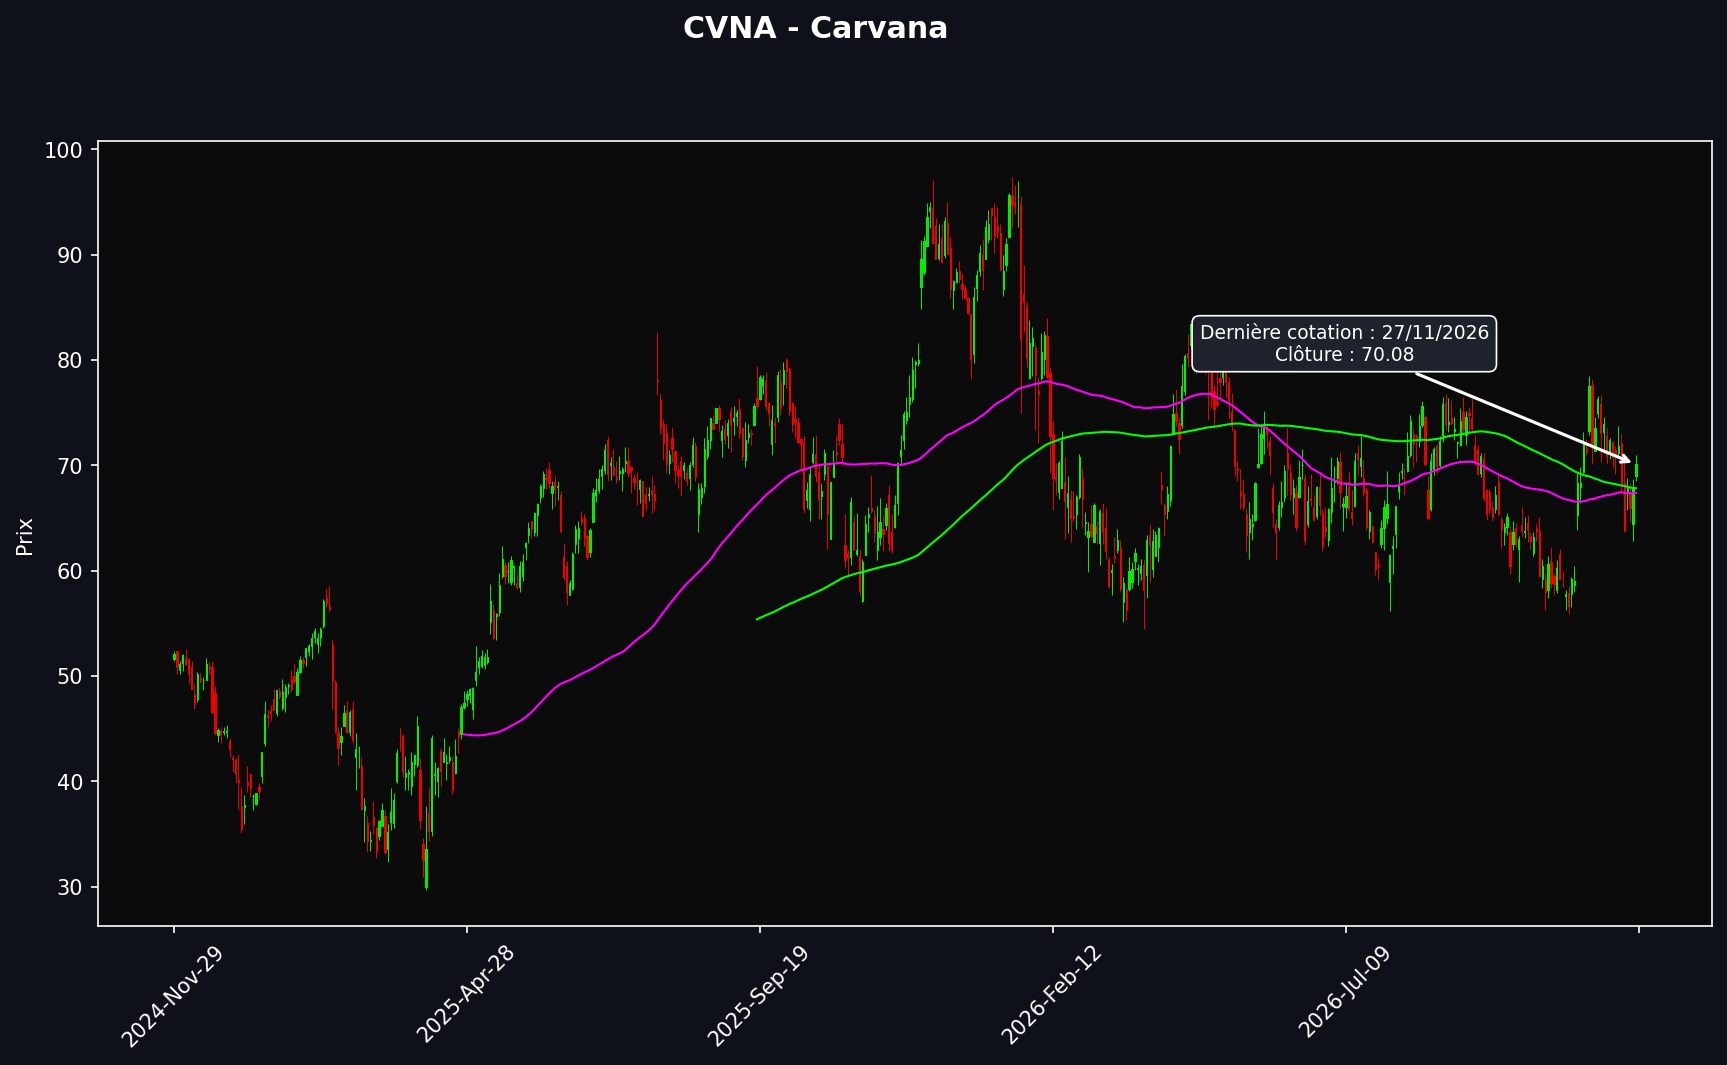 CVNA - Carvana
100
90
80
70
60
50
40
30
Prix
Dernière cotation : 27/11/2026
Clôture : 70.08
2024-Nov-29
2025-Apr-28
2025-Sep-19
2026-Feb-12
2026-Jul-09